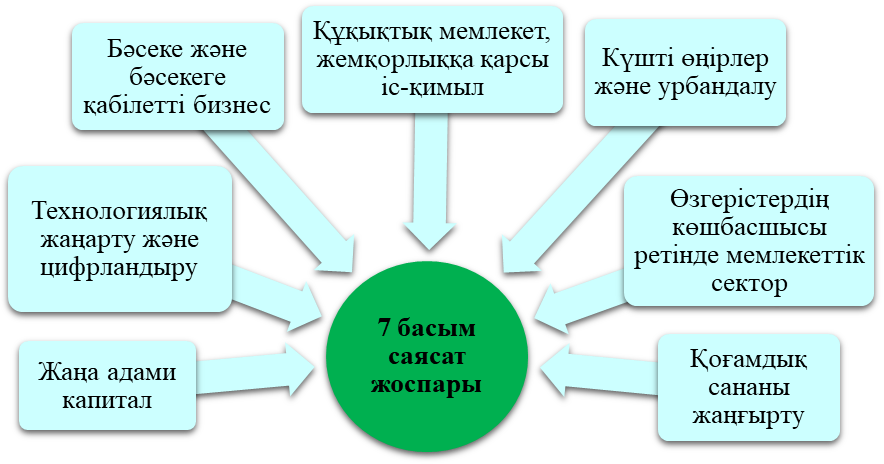 Бәсеке және
бәсекеге
қабілетті бизнес
Құқықтық мемлекет,
жемқорлыққа қарсы
іс-қимыл
Күшті өңірлер
және урбандалу
Технологиялық
жаңарту және
цифрландыру
Өзгерістердің
көшбасшысы
ретінде мемлекеттік
сектор
Жаңа адами
капитал
7 басым
саясат
жоспары
Қоғамдық
сананы
жаңғырту